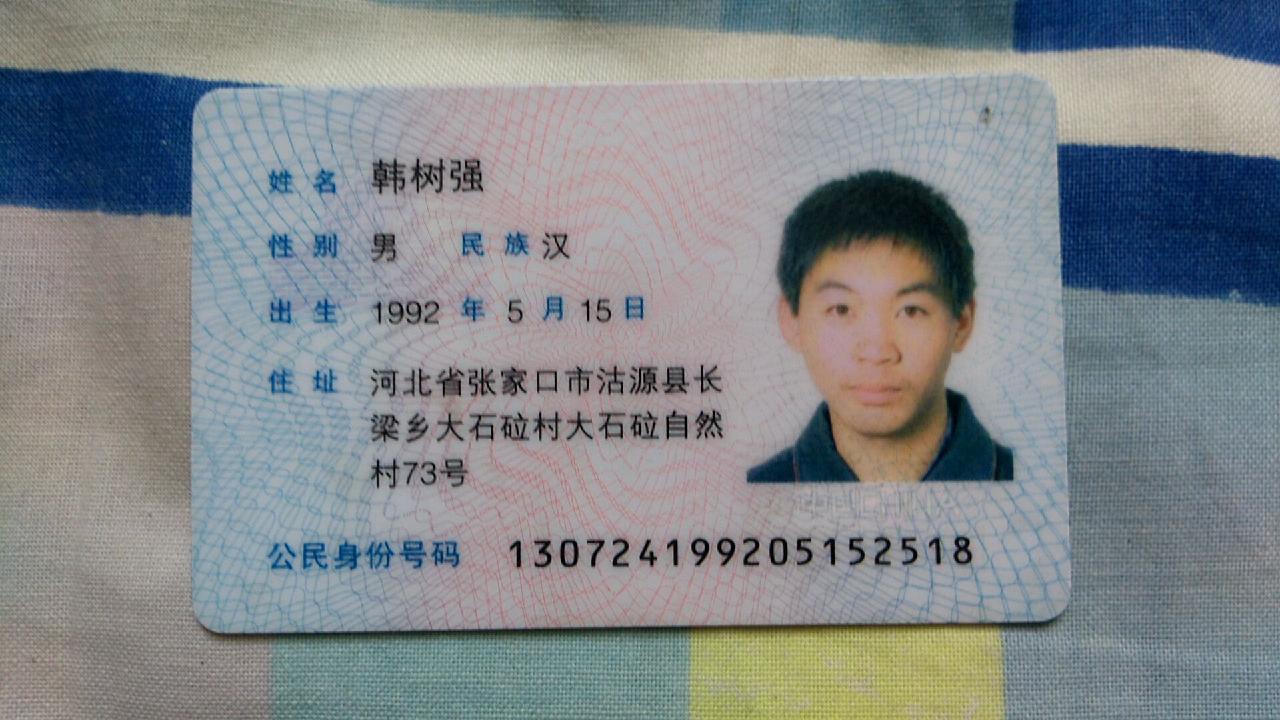 姓名 韩树强
性别 男 民族 汉
出生 1992 年 5 月 15 日
住址 河北省张家口市沽源县长
梁乡大石砬村大石砬自然
村73号
公民身份号码 130724199205152518